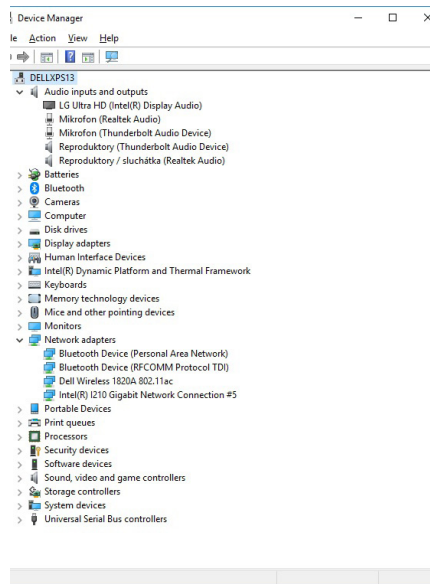 Device Manager
le Action View Help
DELLXPS13
Audio inputs and outputs
LG Ultra HD (Intel(R) Display Audio)
Mikrofon (Realtek Audio)
Mikrofon (Thunderbolt Audio Device)
Reproduktory (Thunderbolt Audio Device)
Reproduktory / sluchátka (Realtek Audio)
Batteries
Bluetooth
Cameras
Computer
Disk drives
Display adapters
Human Interface Devices
Intel(R) Dynamic Platform and Thermal Framework
Keyboards
Memory technology devices
Mice and other pointing devices
Monitors
Network adapters
Bluetooth Device (Personal Area Network)
Bluetooth Device (RFCOMM Protocol TDI)
Dell Wireless 1820A 802.11ac
Intel(R) I210 Gigabit Network Connection #5
Portable Devices
Print queues
Processors
Security devices
Software devices
Sound, video and game controllers
Storage controllers
System devices
Universal Serial Bus controllers